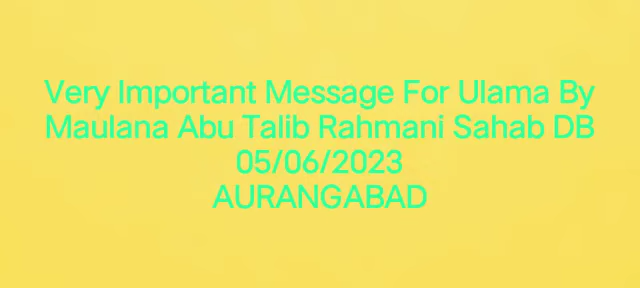 Very Important Message For Ulama By
Maulana Abu Talib Rahmani Sahab DB
05/06/2023
AURANGABAD